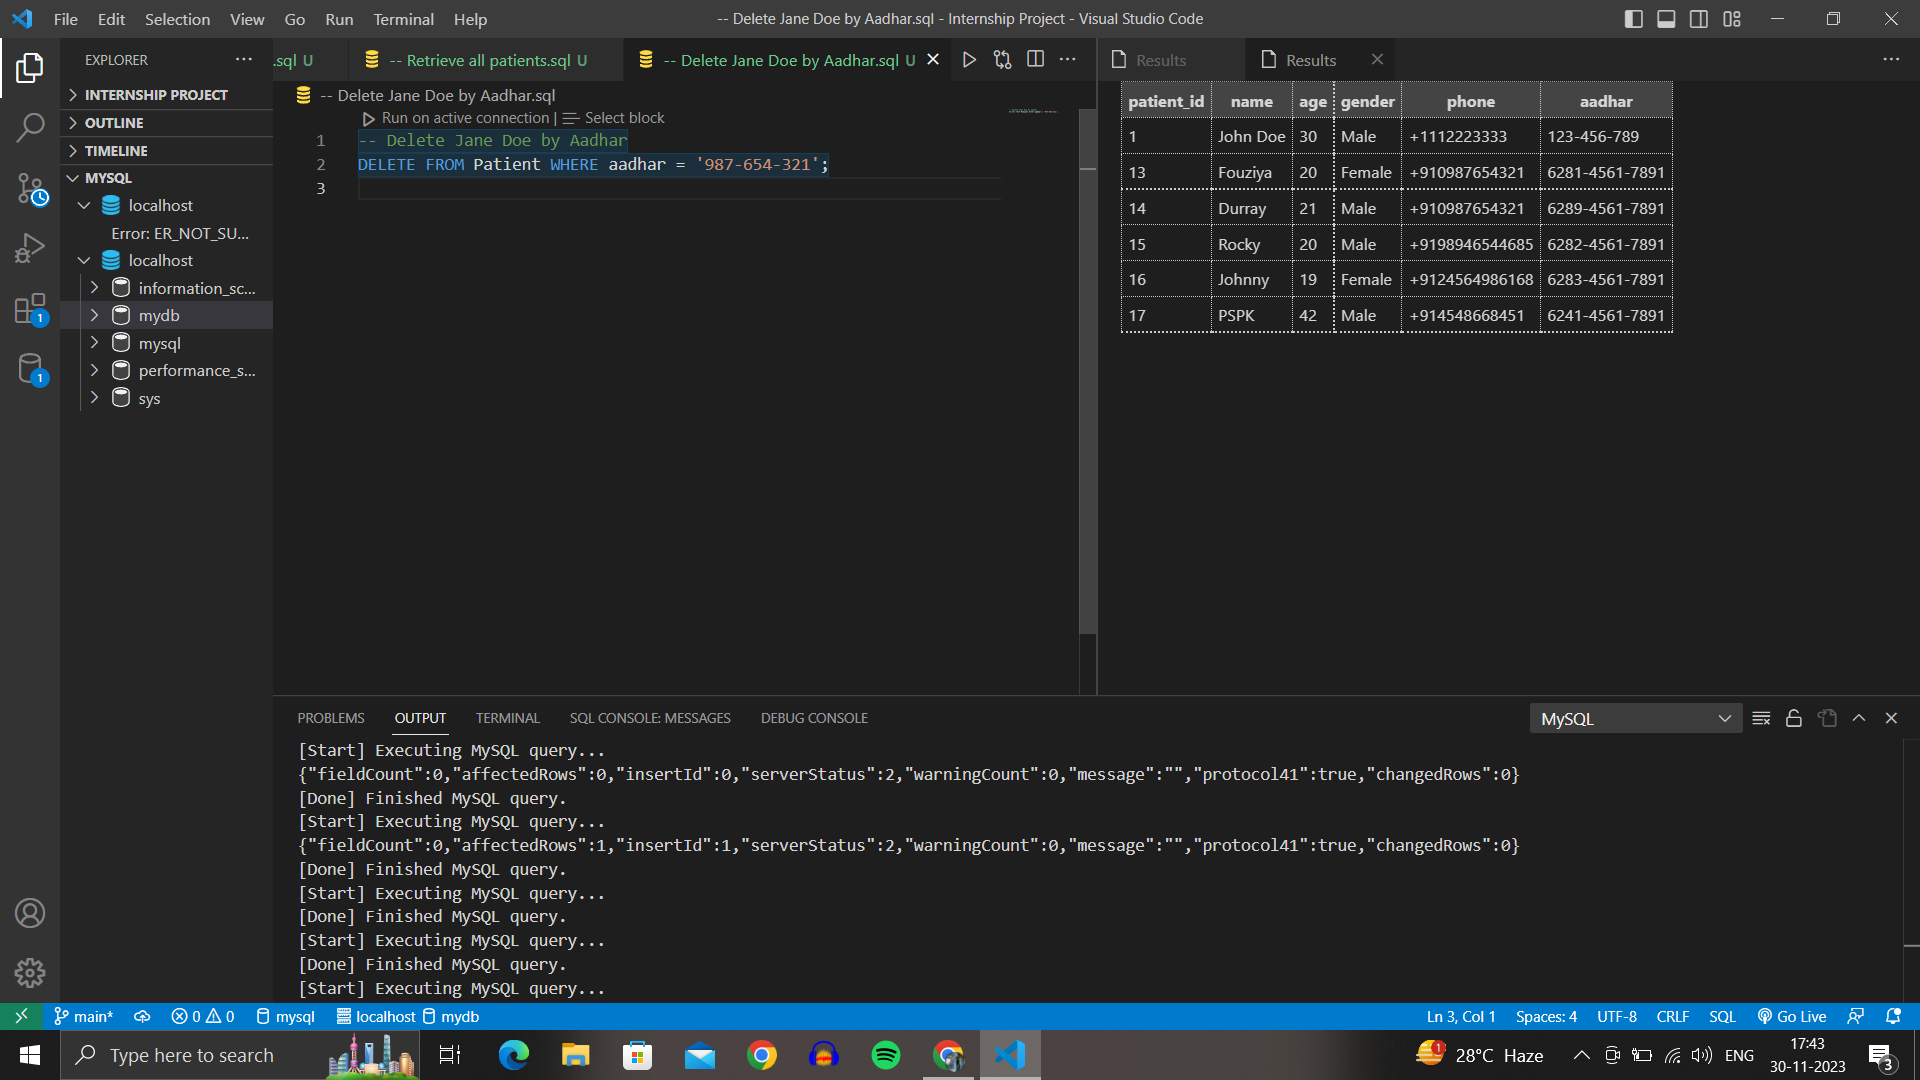 File Edit Selection View Go Run Terminal Help
-- Delete Jane Doe by Aadhar.sql - Internship Project - Visual Studio Code
EXPLORER
INTERNSHIP PROJECT
OUTLINE
TIMELINE
MYSQL
localhost
Error: ER_NOT_SU...
localhost
information_sc...
mydb
mysql
performance_s...
sys
1
1
.sql U
-- Retrieve all patients.sql U
-- Delete Jane Doe by Aadhar.sql U
-- Delete Jane Doe by Aadhar.sql
Run on active connection | Select block
1 -- Delete Jane Doe by Aadhar
2 DELETE FROM Patient WHERE aadhar = '987-654-321';
3
Results
Results
patient_id name age gender phone aadhar
1 John Doe 30 Male +1112223333 123-456-789
13 Fouziya 20 Female +910987654321 6281-4561-7891
14 Durray 21 Male +910987654321 6289-4561-7891
15 Rocky 20 Male +9198946544685 6282-4561-7891
16 Johnny 19 Female +9124564986168 6283-4561-7891
17 PSPK 42 Male +914548668451 6241-4561-7891
PROBLEMS OUTPUT TERMINAL SQL CONSOLE: MESSAGES DEBUG CONSOLE
MySQL
[Start] Executing MySQL query...
{"fieldCount":0,"affectedRows":0,"insertId":0,"serverStatus":2,"warningCount":0,"message":"","protocol41":true,"changedRows":0}
[Done] Finished MySQL query.
[Start] Executing MySQL query...
{"fieldCount":0,"affectedRows":1,"insertId":1,"serverStatus":2,"warningCount":0,"message":"","protocol41":true,"changedRows":0}
[Done] Finished MySQL query.
[Start] Executing MySQL query...
[Done] Finished MySQL query.
[Start] Executing MySQL query...
[Done] Finished MySQL query.
[Start] Executing MySQL query...
main* 0 0 mysql localhost mydb
Ln 3, Col 1 Spaces: 4 UTF-8 CRLF SQL Go Live
Type here to search
1
28°C Haze
ENG
17:43
30-11-2023
3